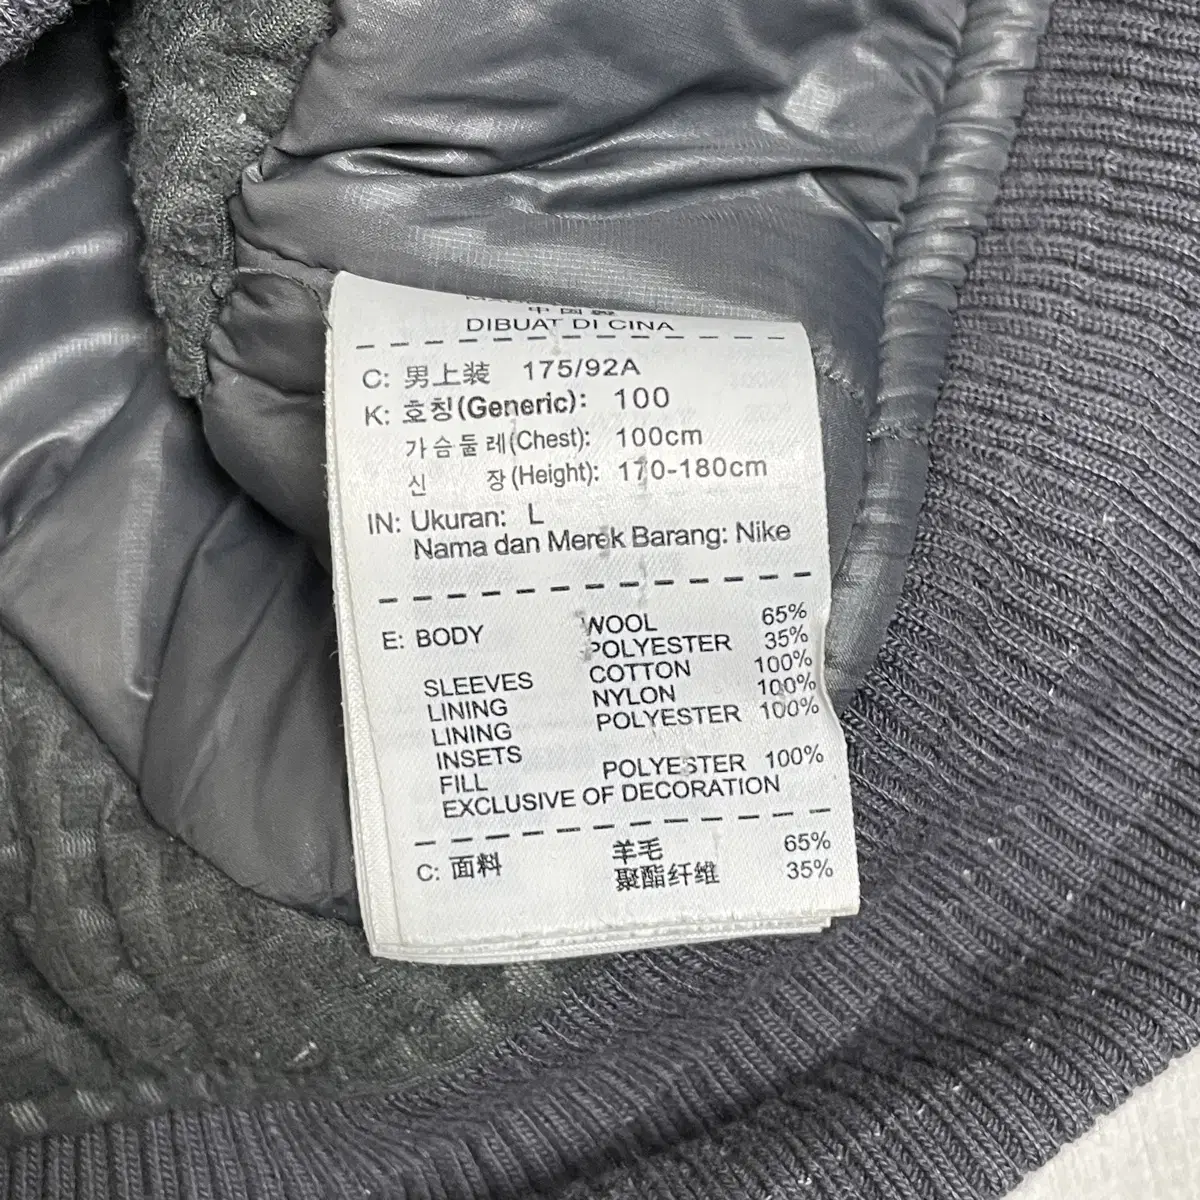 中国製
DIBUAT DI CINA
C: 男上装 175/92A
K: 호칭(Generic): 100
가슴둘레(Chest): 100cm
신 장(Height): 170-180cm
IN: Ukuran: L
Nama dan Merek Barang: Nike
E: BODY WOOL 65%
POLYESTER 35%
SLEEVES COTTON 100%
LINING NYLON 100%
LINING POLYESTER 100%
INSETS
FILL POLYESTER 100%
EXCLUSIVE OF DECORATION
C: 面料 羊毛 65%
聚酯纤维 35%